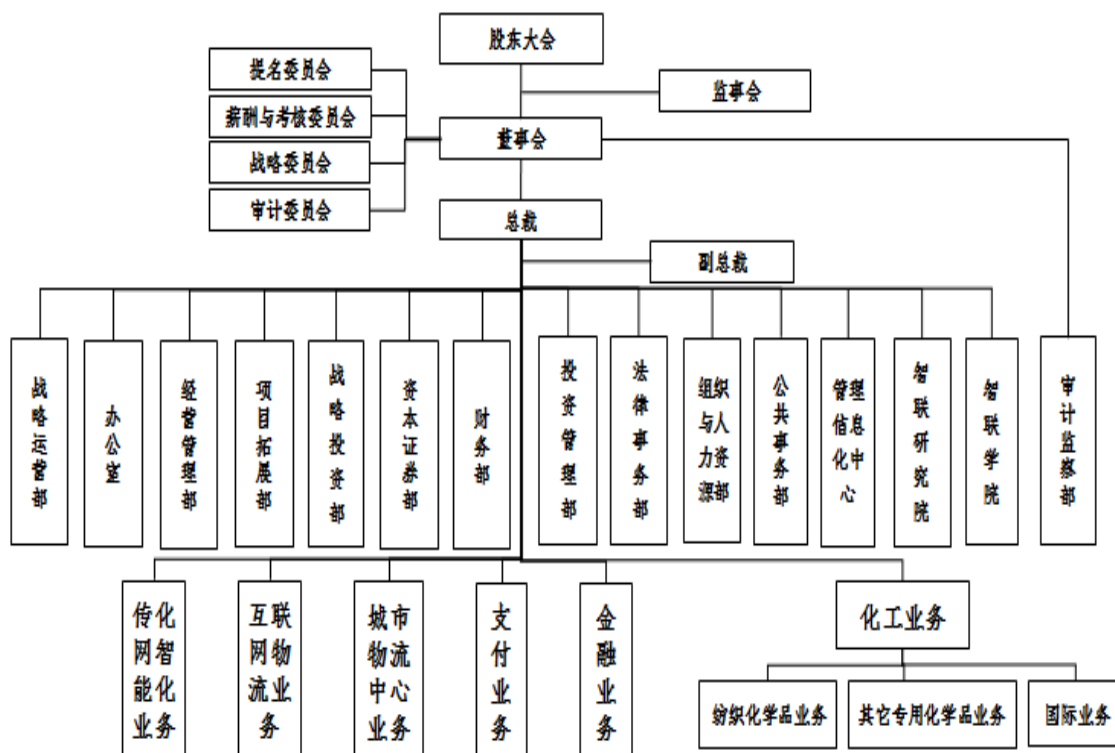 股东大会
提名委员会
监事会
薪酬与考核委员会
董事会
战略委员会
审计委员会
总裁
副总裁
战略运营部
办公室
经营管理部
项目拓展部
战略投资部
资本证券部
财务部
投资管理部
法律事务部
组织
与人
力资
源部
公共事务部
管理
信息
化中
心
智联研究院
智联学院
审计监察部
传化
网智
能化
业务
互联
网物
流业
务
城市
物流
中心
业务
支付业务
金融业务
化工业务
纺织化学品业务
其它专用化学品业务
国际业务